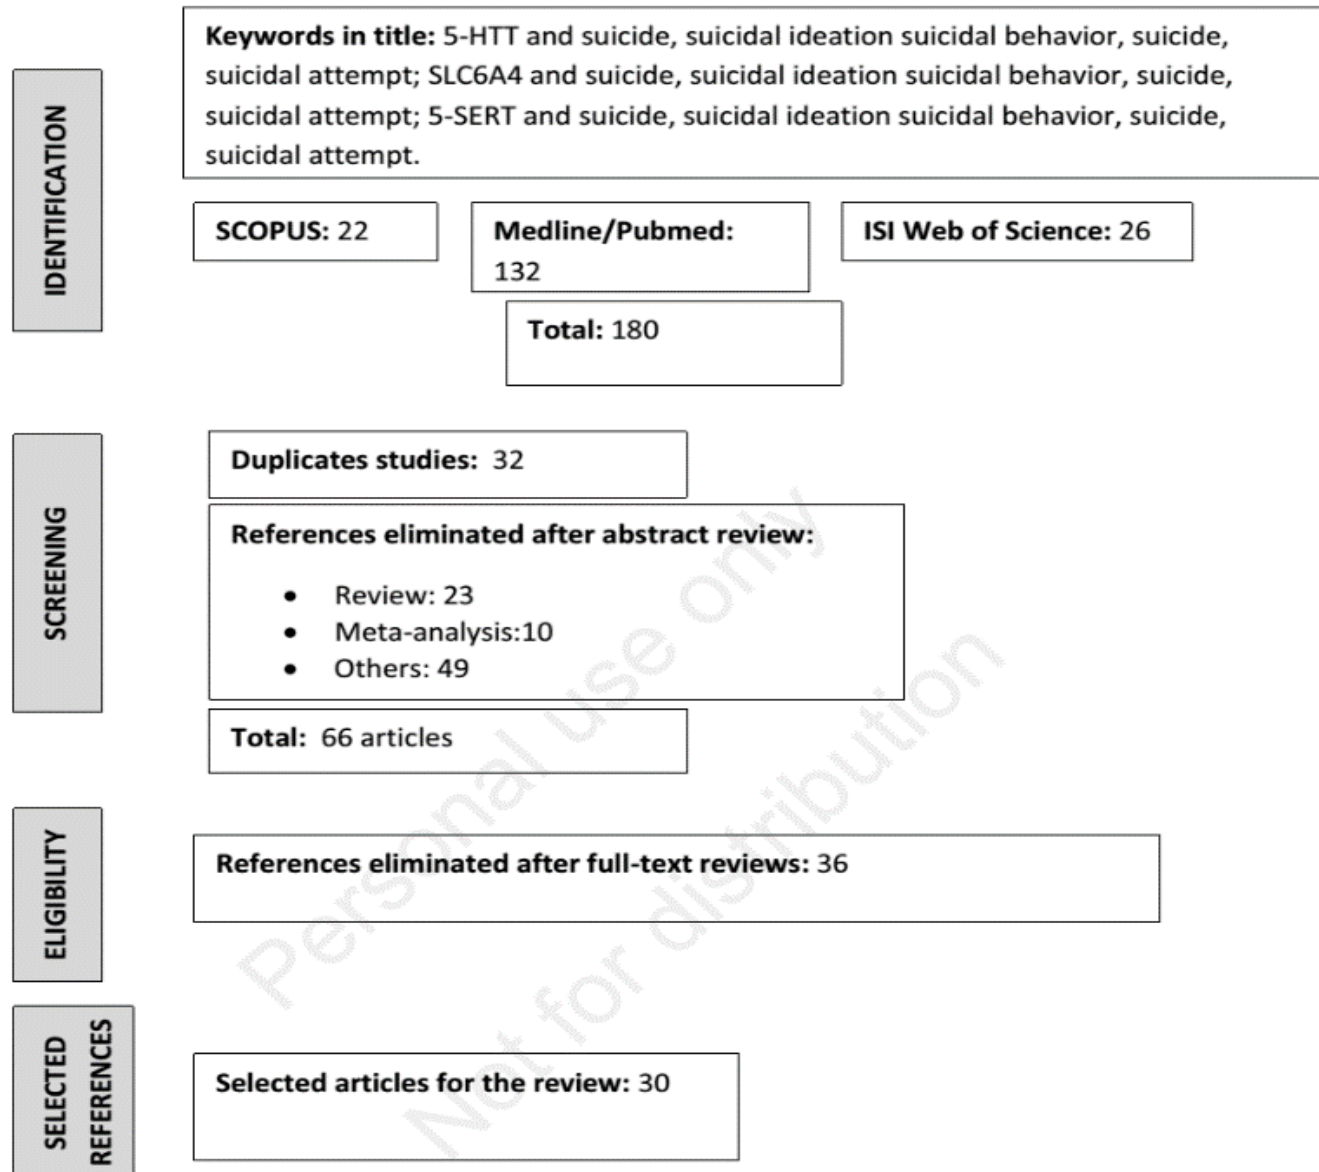 IDENTIFICATION
Keywords in title: 5-HTT and suicide, suicidal ideation suicidal behavior, suicide,
suicidal attempt; SLC6A4 and suicide, suicidal ideation suicidal behavior, suicide,
suicidal attempt; 5-SERT and suicide, suicidal ideation suicidal behavior, suicide,
suicidal attempt.
SCOPUS: 22
Medline/Pubmed:
132
ISI Web of Science: 26
Total: 180
SCREENING
Duplicates studies: 32
References eliminated after abstract review:
• Review: 23
• Meta-analysis:10
• Others: 49
Total: 66 articles
ELIGIBILITY
References eliminated after full-text reviews: 36
SELECTED
REFERENCES
Selected articles for the review: 30
Personal use only
Not for distribution